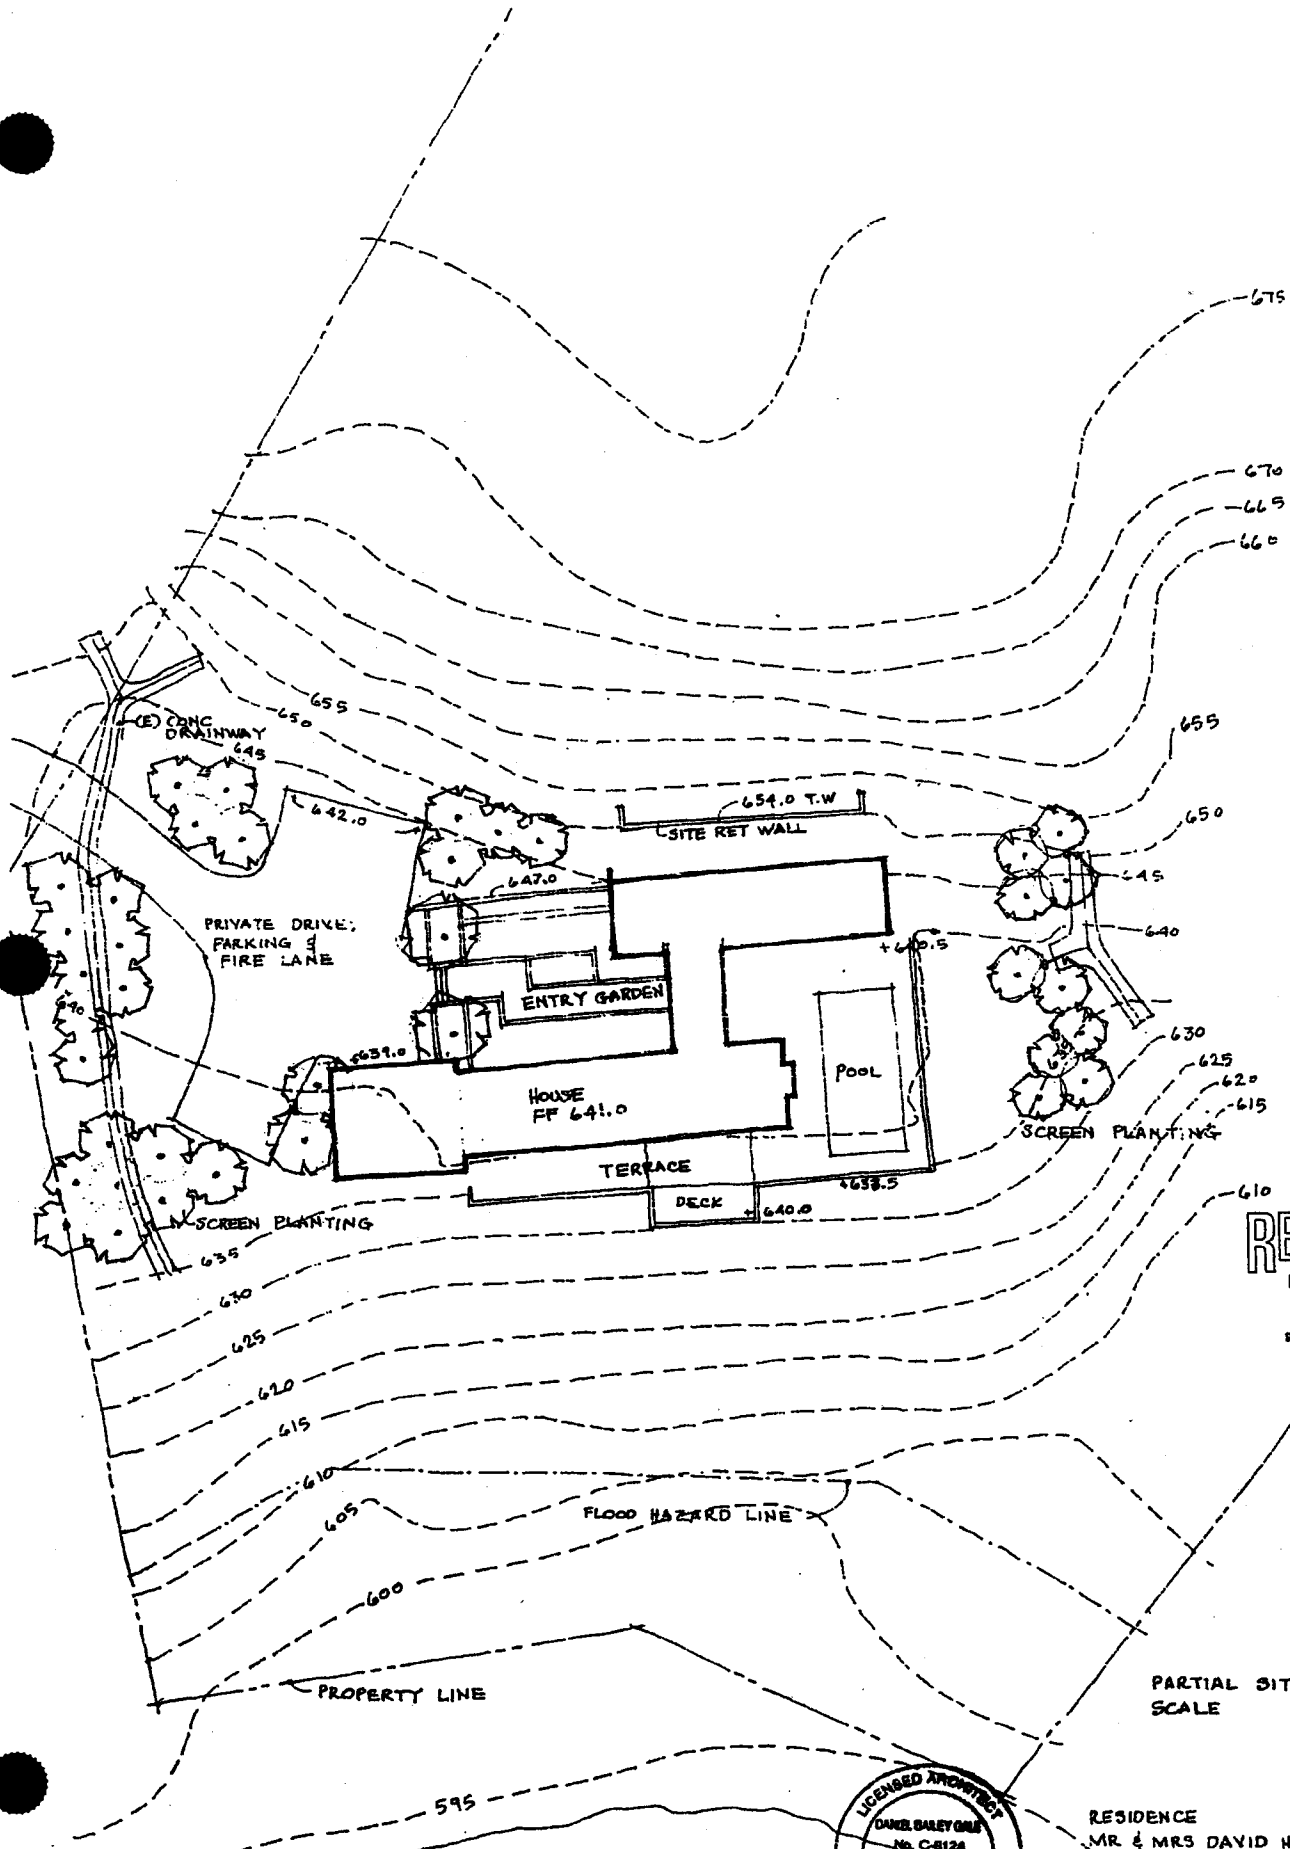 675
670
665
660
655
650
645
640
630
625
620
615
610
655
650
645
(E) CONC
DRAINWAY
642.0
654.0 T.W
SITE RET WALL
647.0
PRIVATE DRIVE,
PARKING &
FIRE LANE
ENTRY GARDEN
640
+639.0
HOUSE
FF 641.0
POOL
SCREEN PLANTING
TERRACE
DECK
+640.0
SCREEN PLANTING
635
630
625
620
615
610
605
600
595
FLOOD HAZARD LINE
PROPERTY LINE
PARTIAL SIT
SCALE
LICENSED ARCHITECT
DANIEL BAILEY GALE
RESIDENCE
MR & MRS DAVID H